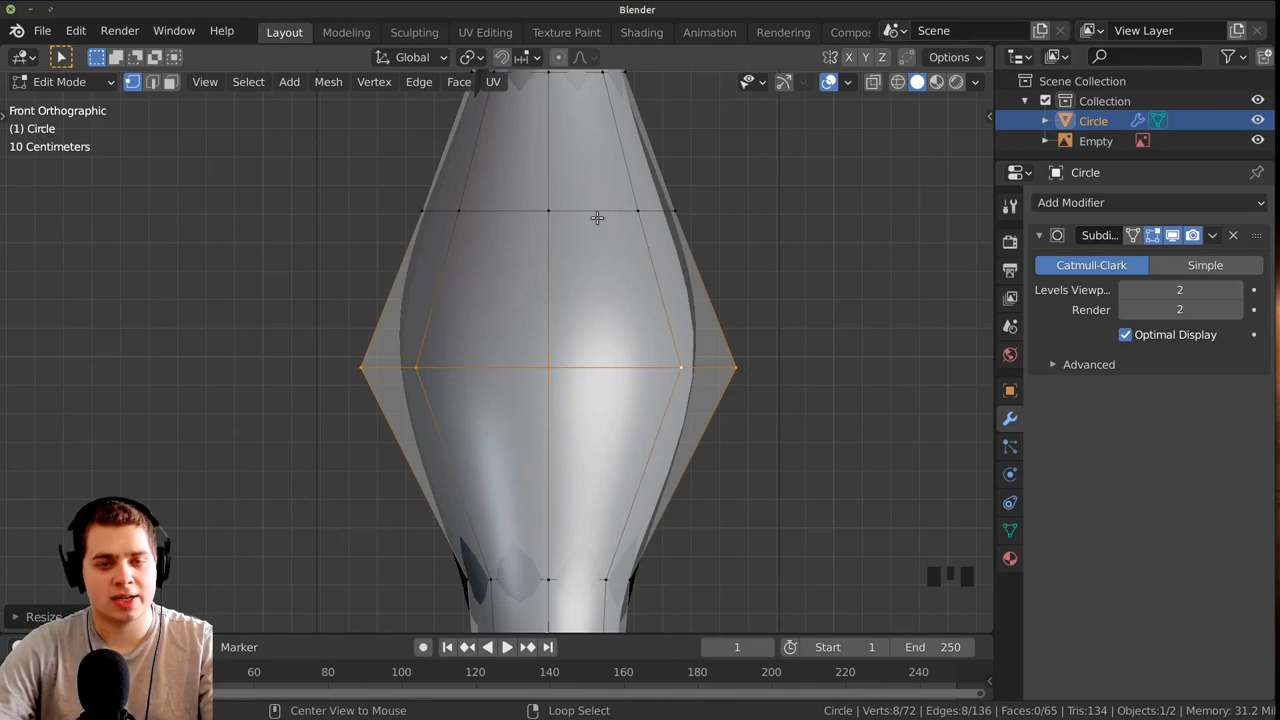 Blender
File Edit Render Window Help Layout Modeling Sculpting UV Editing Texture Paint Shading Animation Rendering Compos Scene View Layer
Global X Y Z Options
Edit Mode View Select Add Mesh Vertex Edge Face UV
Front Orthographic
(1) Circle
10 Centimeters
Scene Collection
Collection
Circle
Empty
Circle
Add Modifier
Subdi...
Catmull-Clark Simple
Levels Viewp... 2
Render 2
Optimal Display
Advanced
Resize
Marker 1 Start 1 End 250
60 80 100 120 140 160 180 200 220 240
Center View to Mouse Loop Select Circle | Verts:8/72 | Edges:8/136 | Faces:0/65 | Tris:134 | Objects:1/2 | Memory: 31.2 Mi